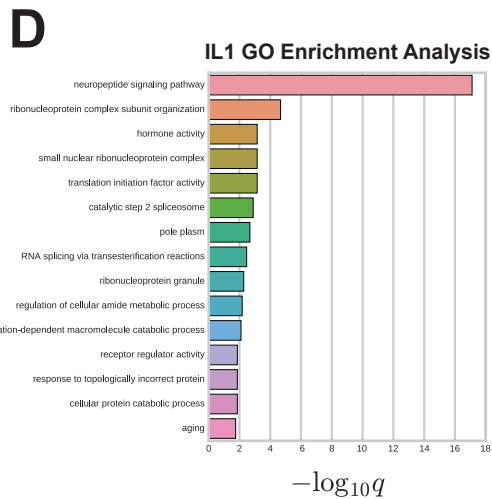 D
IL1 GO Enrichment Analysis
neuropeptide signaling pathway
ribonucleoprotein complex subunit organization
hormone activity
small nuclear ribonucleoprotein complex
translation initiation factor activity
catalytic step 2 spliceosome
pole plasm
RNA splicing via transesterification reactions
ribonucleoprotein granule
regulation of cellular amide metabolic process
ation-dependent macromolecule catabolic process
receptor regulator activity
response to topologically incorrect protein
cellular protein catabolic process
aging
0 2 4 6 8 10 12 14 16 18
−log₁₀q